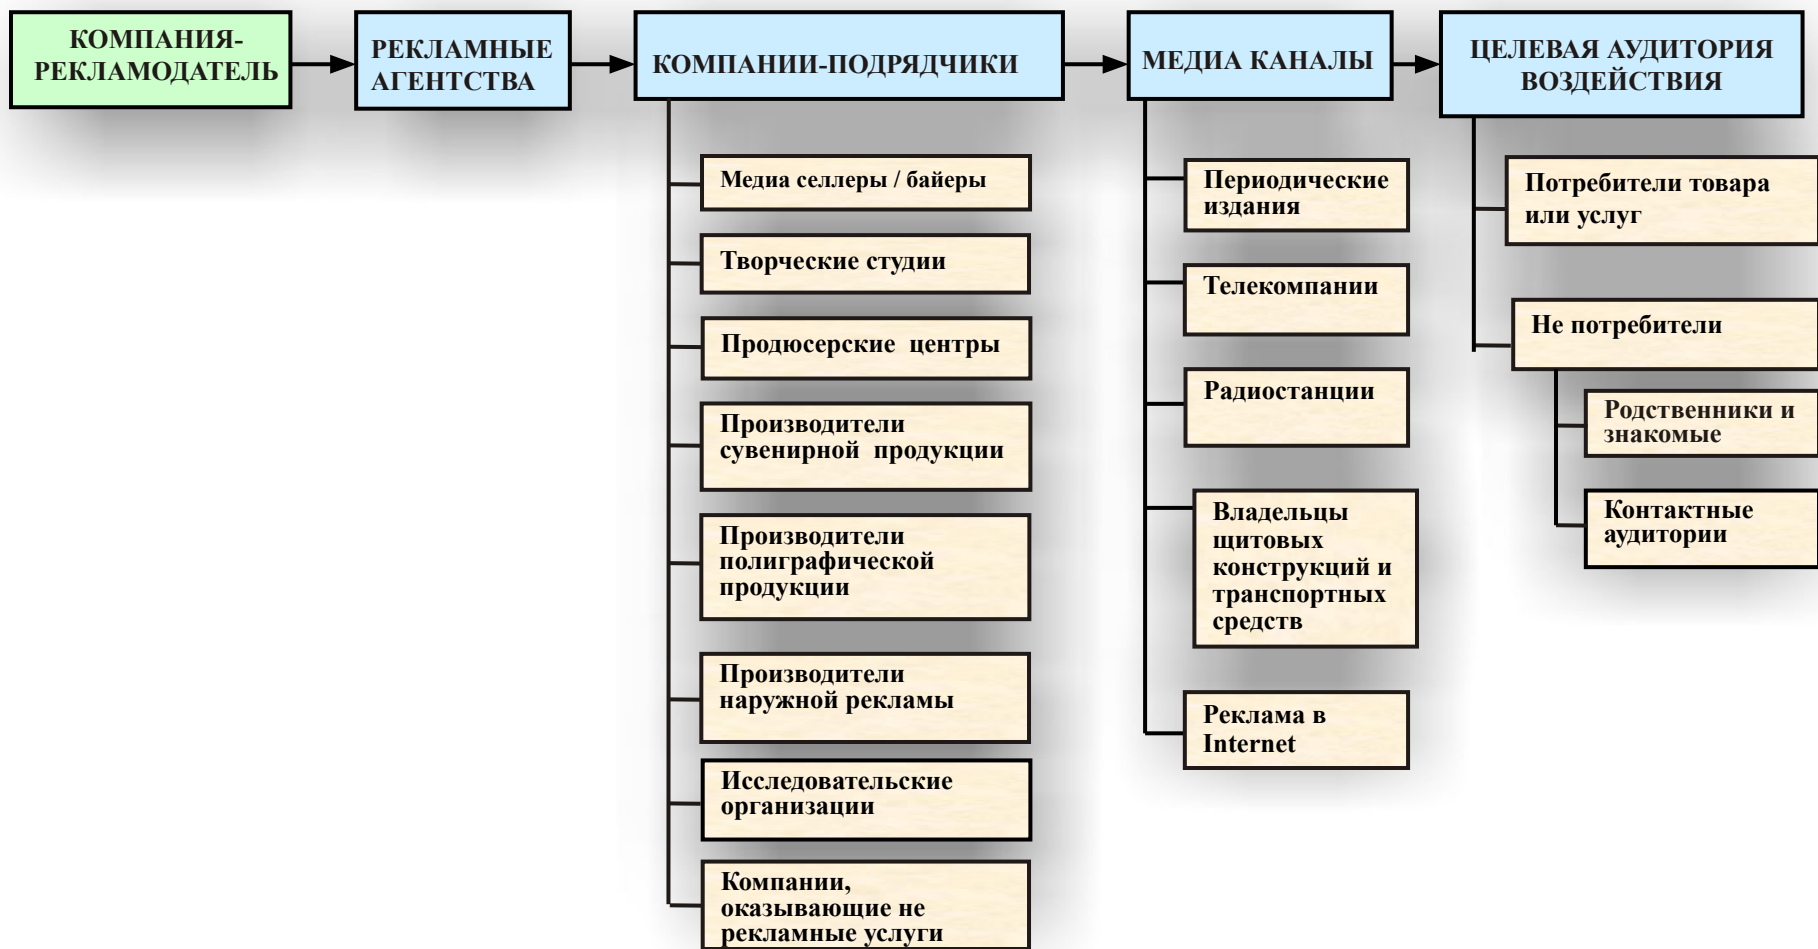 КОМПАНИЯ-
РЕКЛАМОДАТЕЛЬ
РЕКЛАМНЫЕ
АГЕНТСТВА
КОМПАНИИ-ПОДРЯДЧИКИ
МЕДИА КАНАЛЫ
ЦЕЛЕВАЯ АУДИТОРИЯ
ВОЗДЕЙСТВИЯ
Медиа селлеры / байеры
Творческие студии
Продюсерские центры
Производители
сувенирной продукции
Производители
полиграфической
продукции
Производители
наружной рекламы
Исследовательские
организации
Компании,
оказывающие не
рекламные услуги
Периодические
издания
Телекомпании
Радиостанции
Владельцы
щитовых
конструкций и
транспортных
средств
Реклама в
Internet
Потребители товара
или услуг
Не потребители
Родственники и
знакомые
Контактные
аудитории